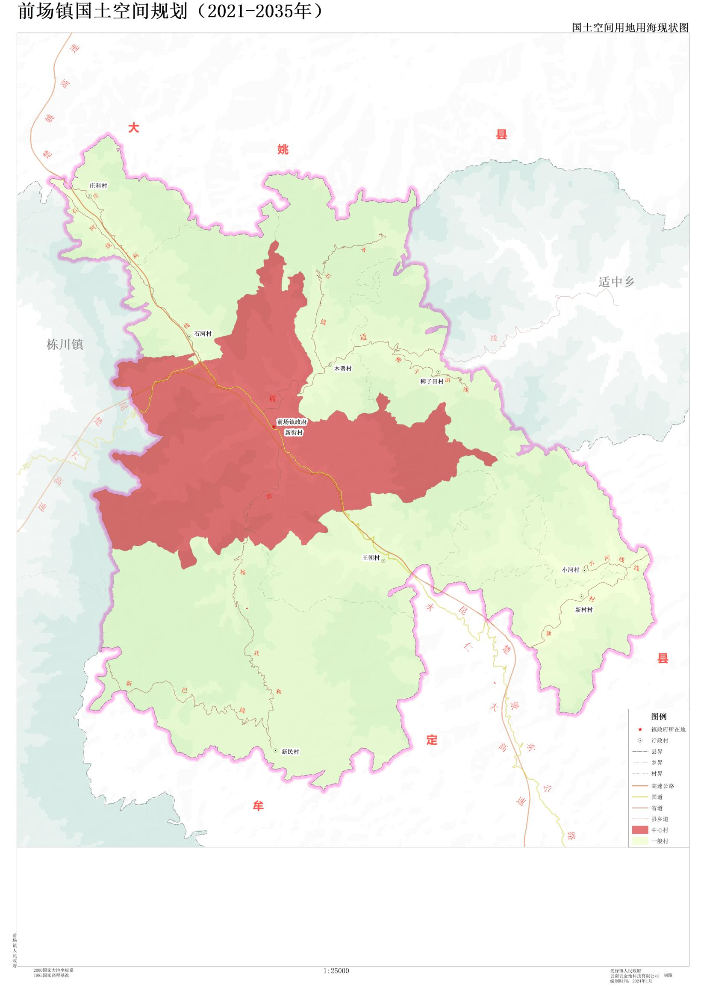 前场镇国土空间规划（2021-2035年）
国土空间用地用海现状图
速
高
姚
楚
大
姚
县
庄科村
庄
石
河
线
科
线
石河村
木
石
线
适
木署村
稗
子
稗子田村
田
线
适中乡
线
栋川镇
昆
楚
大
高
速
前
前场镇政府
新街村
王朝村
小河村
小
河
线
线
村
新村村
新
场
共
和
新
巴
线
新民村
永
昆
仁
楚
、
大
景
高
东
速
公
路
县
定
牟
图例
镇政府所在地
行政村
县界
乡界
村界
高速公路
国道
省道
县乡道
中心村
一般村
前场镇人民政府
2000国家大地坐标系
1985国家高程基准
1:25000
光禄镇人民政府
云南云金地科技有限公司 制图
编制时间：2024年1月